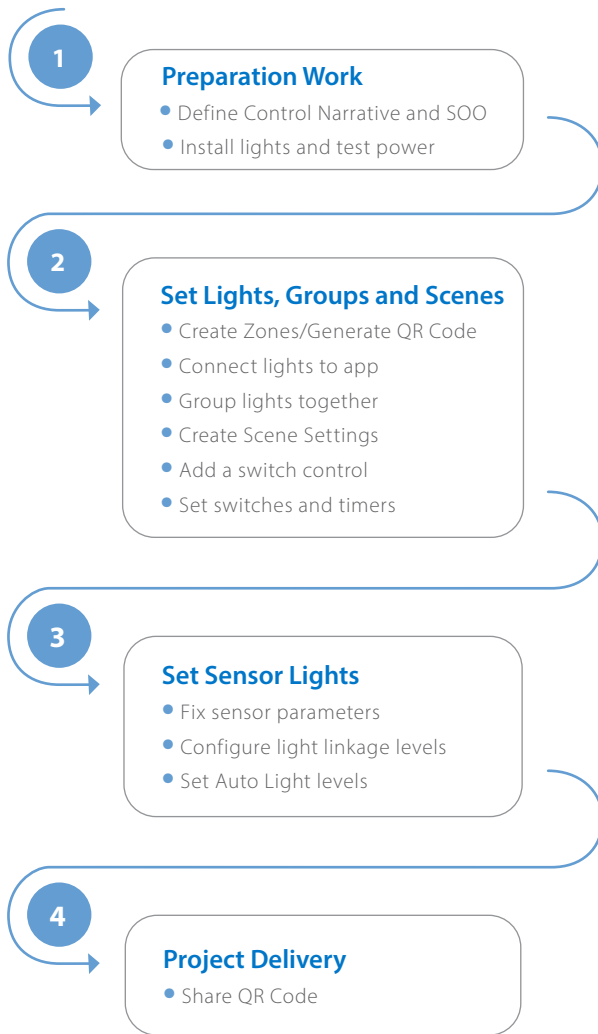 1
Preparation Work
• Define Control Narrative and SOO
• Install lights and test power
2
Set Lights, Groups and Scenes
• Create Zones/Generate QR Code
• Connect lights to app
• Group lights together
• Create Scene Settings
• Add a switch control
• Set switches and timers
3
Set Sensor Lights
• Fix sensor parameters
• Configure light linkage levels
• Set Auto Light levels
4
Project Delivery
• Share QR Code